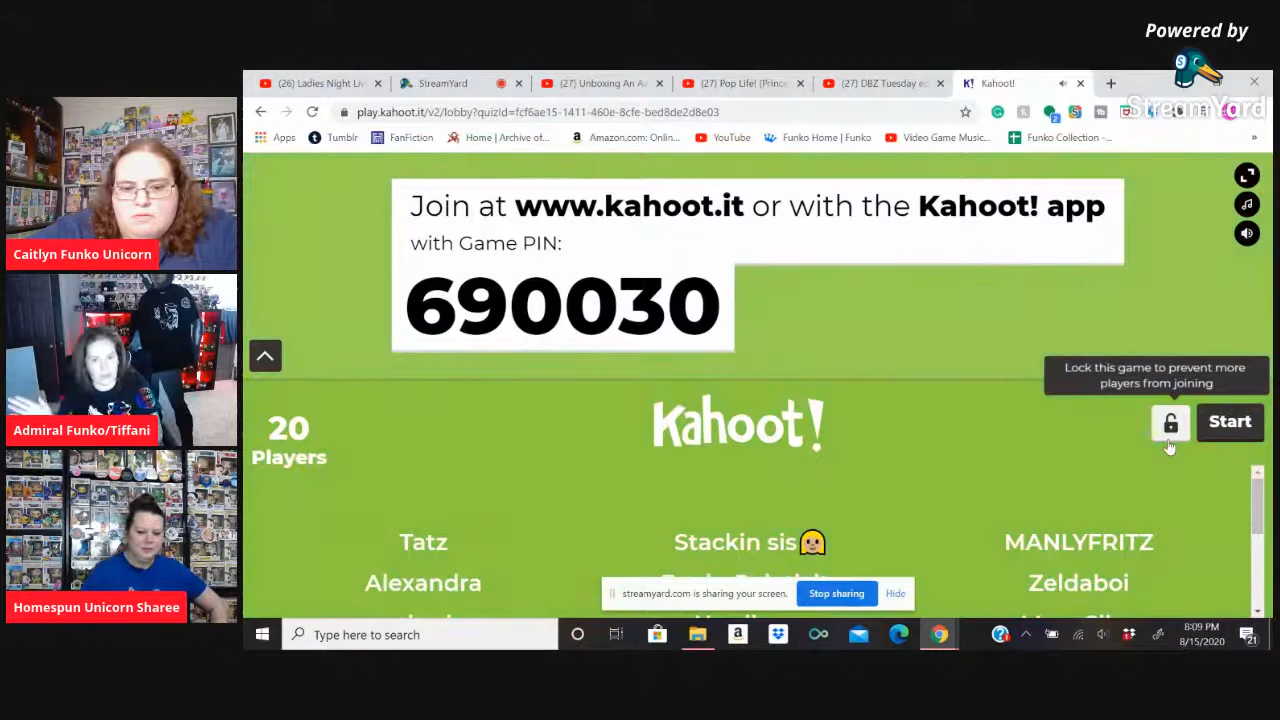 Powered by
StreamYard
(26) Ladies Night Liv
StreamYard
(27) Unboxing An A
(27) Pop Life! (Prince
(27) DBZ Tuesday ed
Kahoot!
play.kahoot.it/v2/lobby?quizId=fcf6ae15-1411-460e-8cfe-bed8de2d8e03
Apps
Tumblr
FanFiction
Home | Archive of...
Amazon.com: Onlin...
YouTube
Funko Home | Funko
Video Game Music...
Funko Collection -...
Join at www.kahoot.it or with the Kahoot! app
with Game PIN:
690030
Lock this game to prevent more
players from joining
20
Players
Kahoot!
Start
Tatz
Stackin sis
MANLYFRITZ
Alexandra
Zeldaboi
streamyard.com is sharing your screen.
Stop sharing
Hide
Type here to search
8:09 PM
8/15/2020
21
Caitlyn Funko Unicorn
Admiral Funko/Tiffani
Homespun Unicorn Sharee